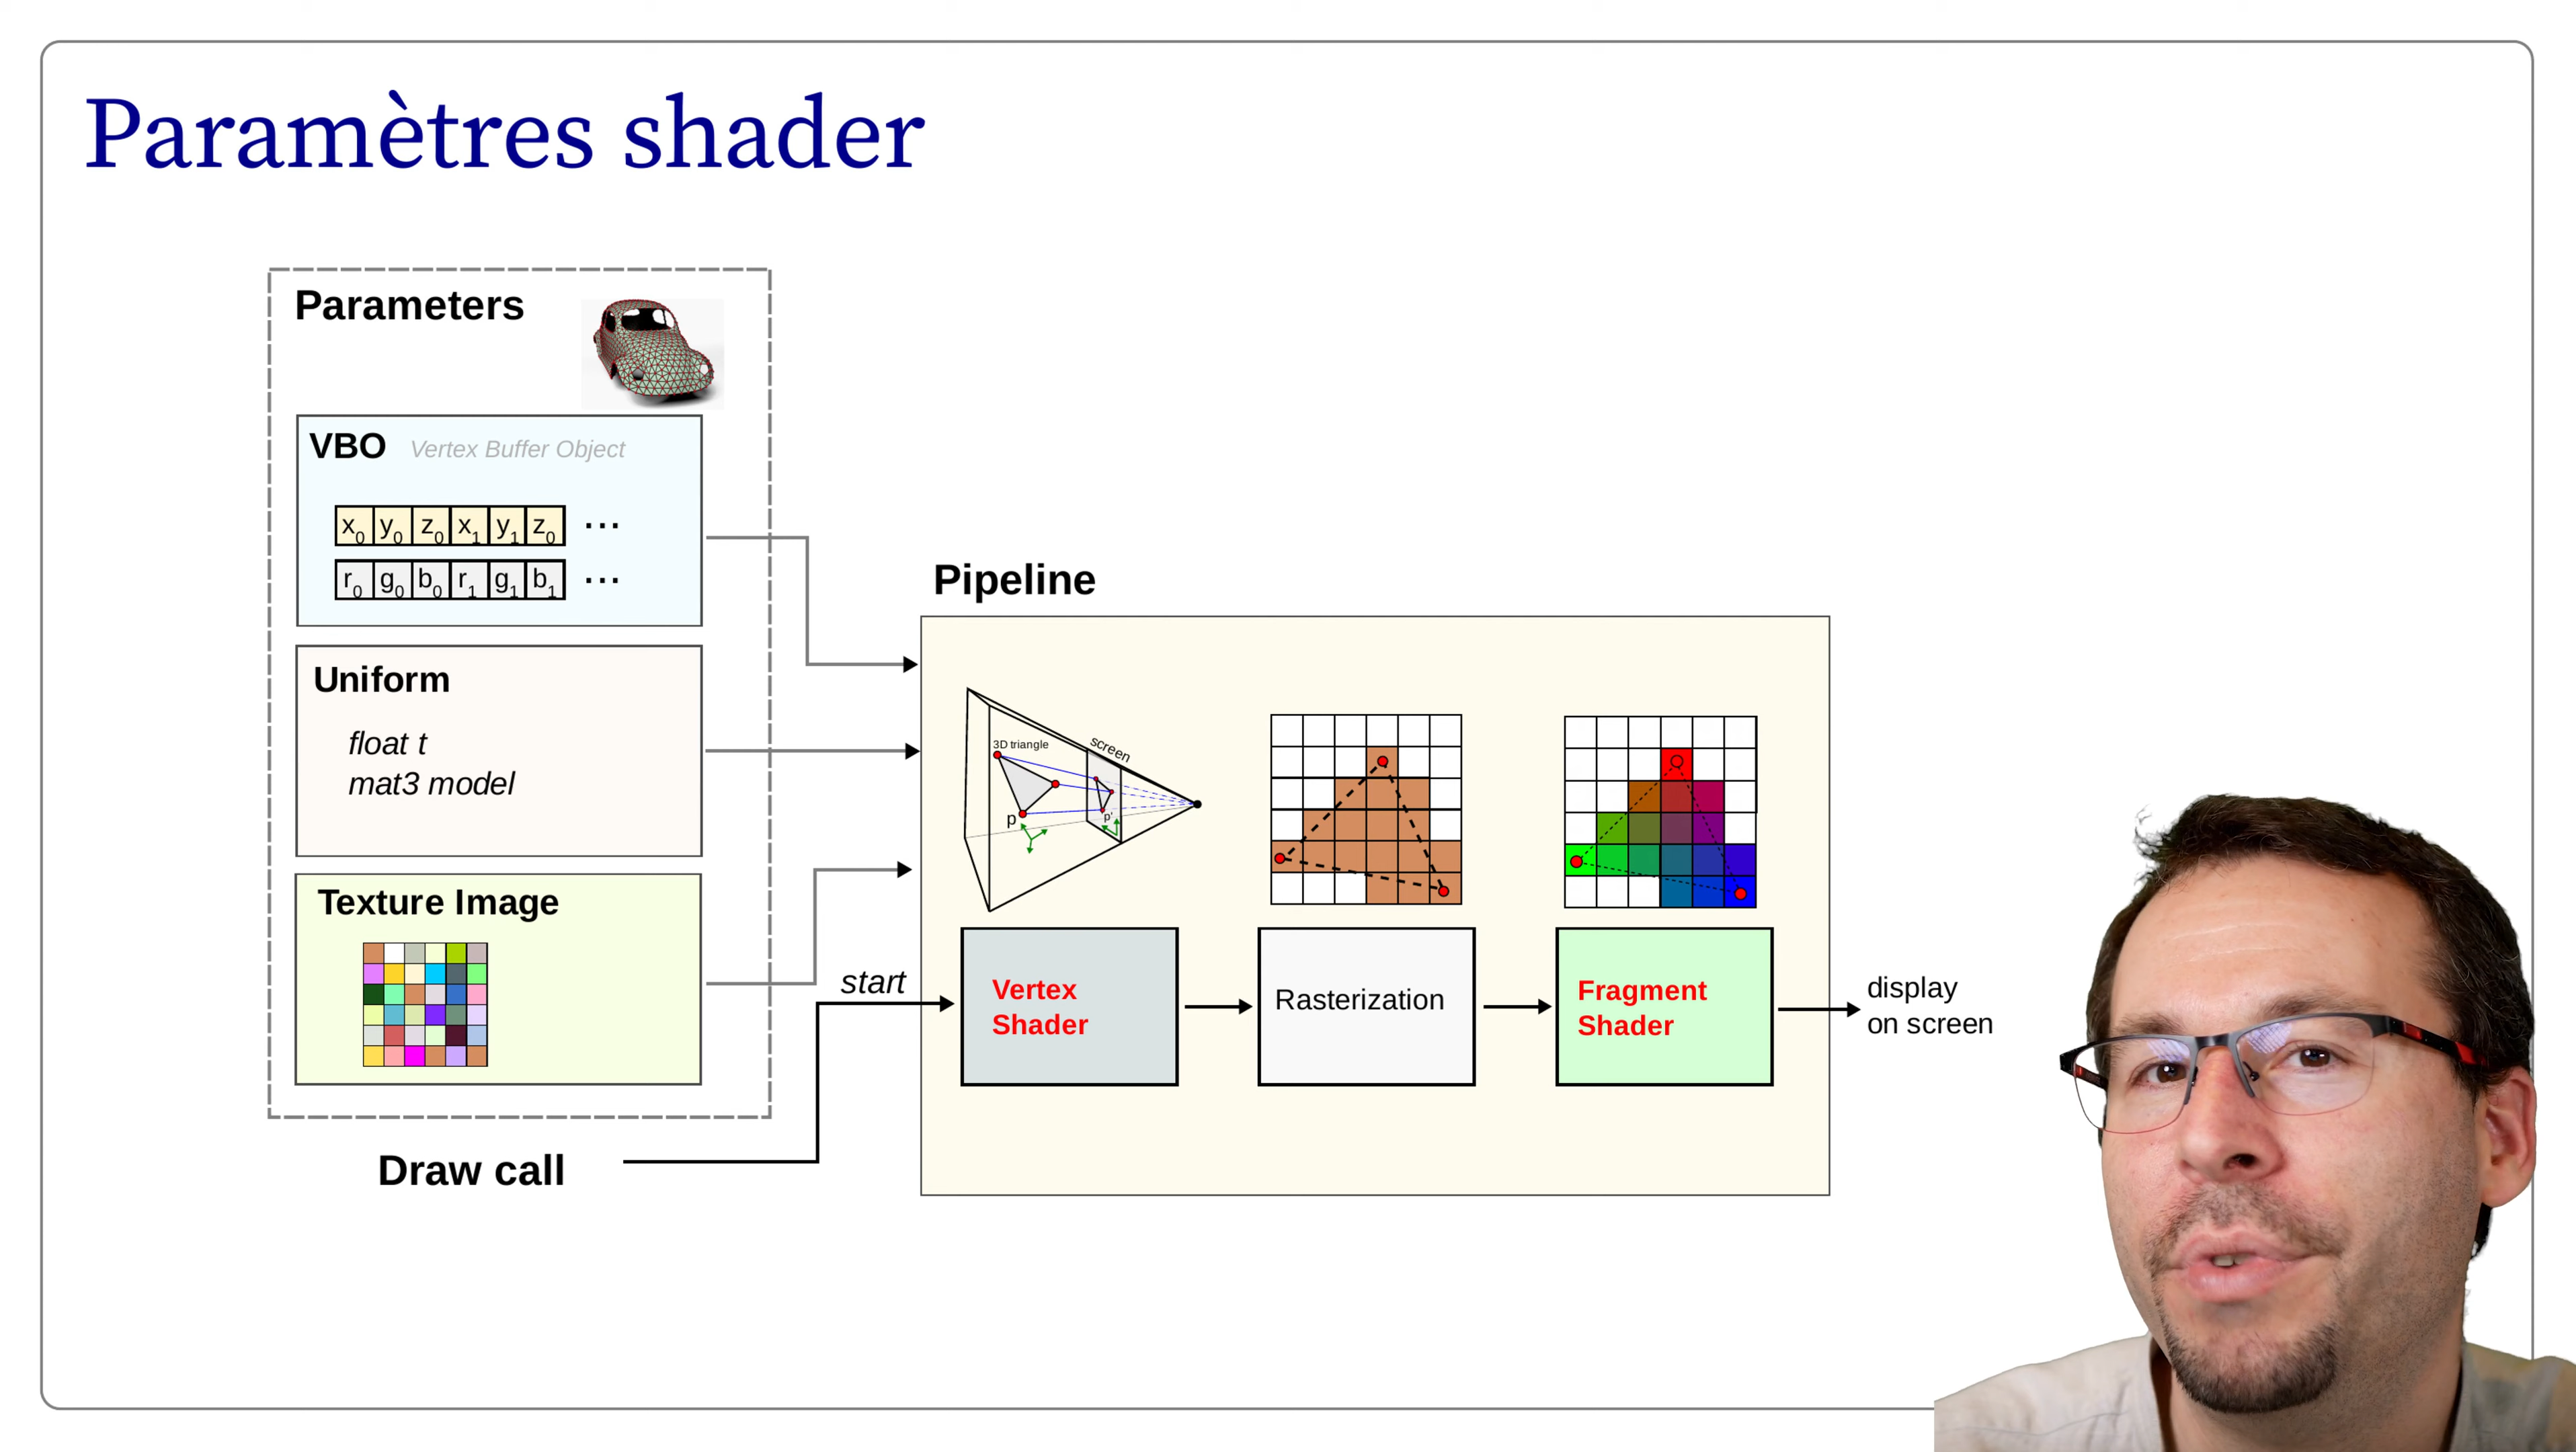 Paramètres shader
Parameters
VBO Vertex Buffer Object
x0 y0 z0 x1 y1 z0 ...
r0 g0 b0 r1 g1 b1 ...
Uniform
float t
mat3 model
Texture Image
Draw call
start
Pipeline
3D triangle
screen
p
p'
Vertex
Shader
Rasterization
Fragment
Shader
display
on screen